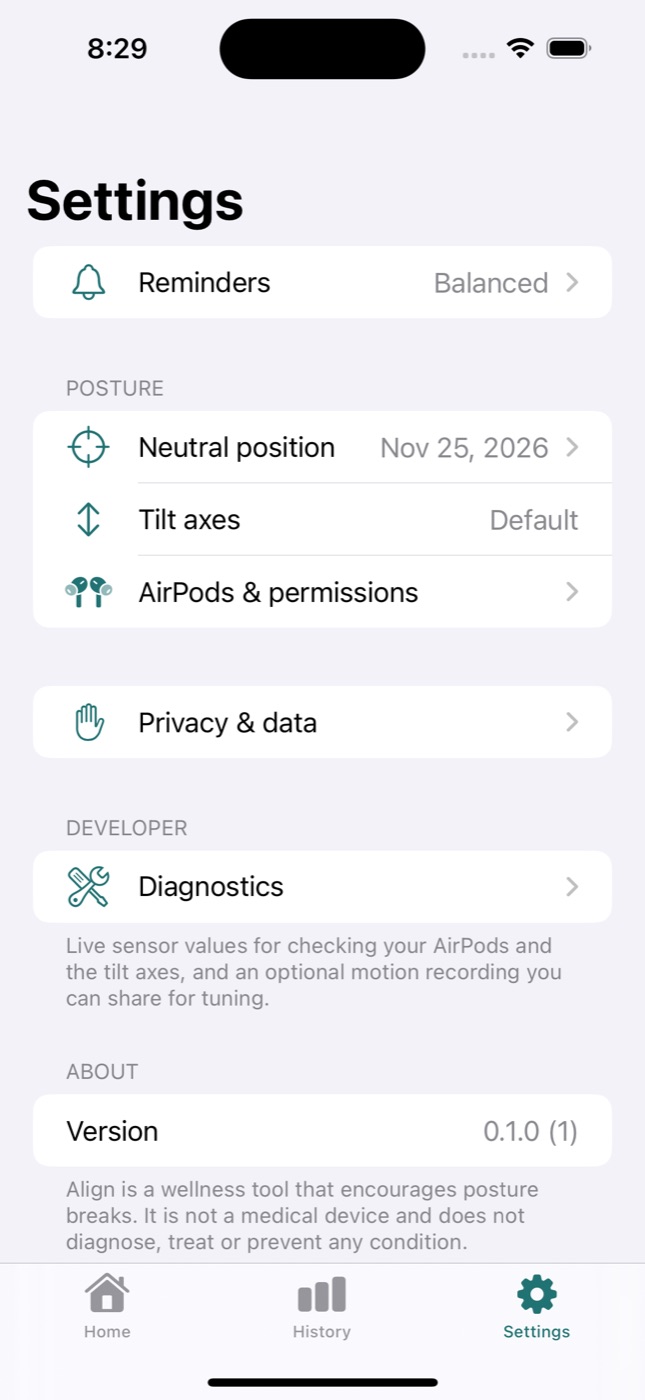 8:29
Settings
Reminders Balanced
POSTURE
Neutral position Nov 25, 2026
Tilt axes Default
AirPods & permissions
Privacy & data
DEVELOPER
Diagnostics
Live sensor values for checking your AirPods and
the tilt axes, and an optional motion recording you
can share for tuning.
ABOUT
Version 0.1.0 (1)
Align is a wellness tool that encourages posture
breaks. It is not a medical device and does not
diagnose, treat or prevent any condition.
Home History Settings